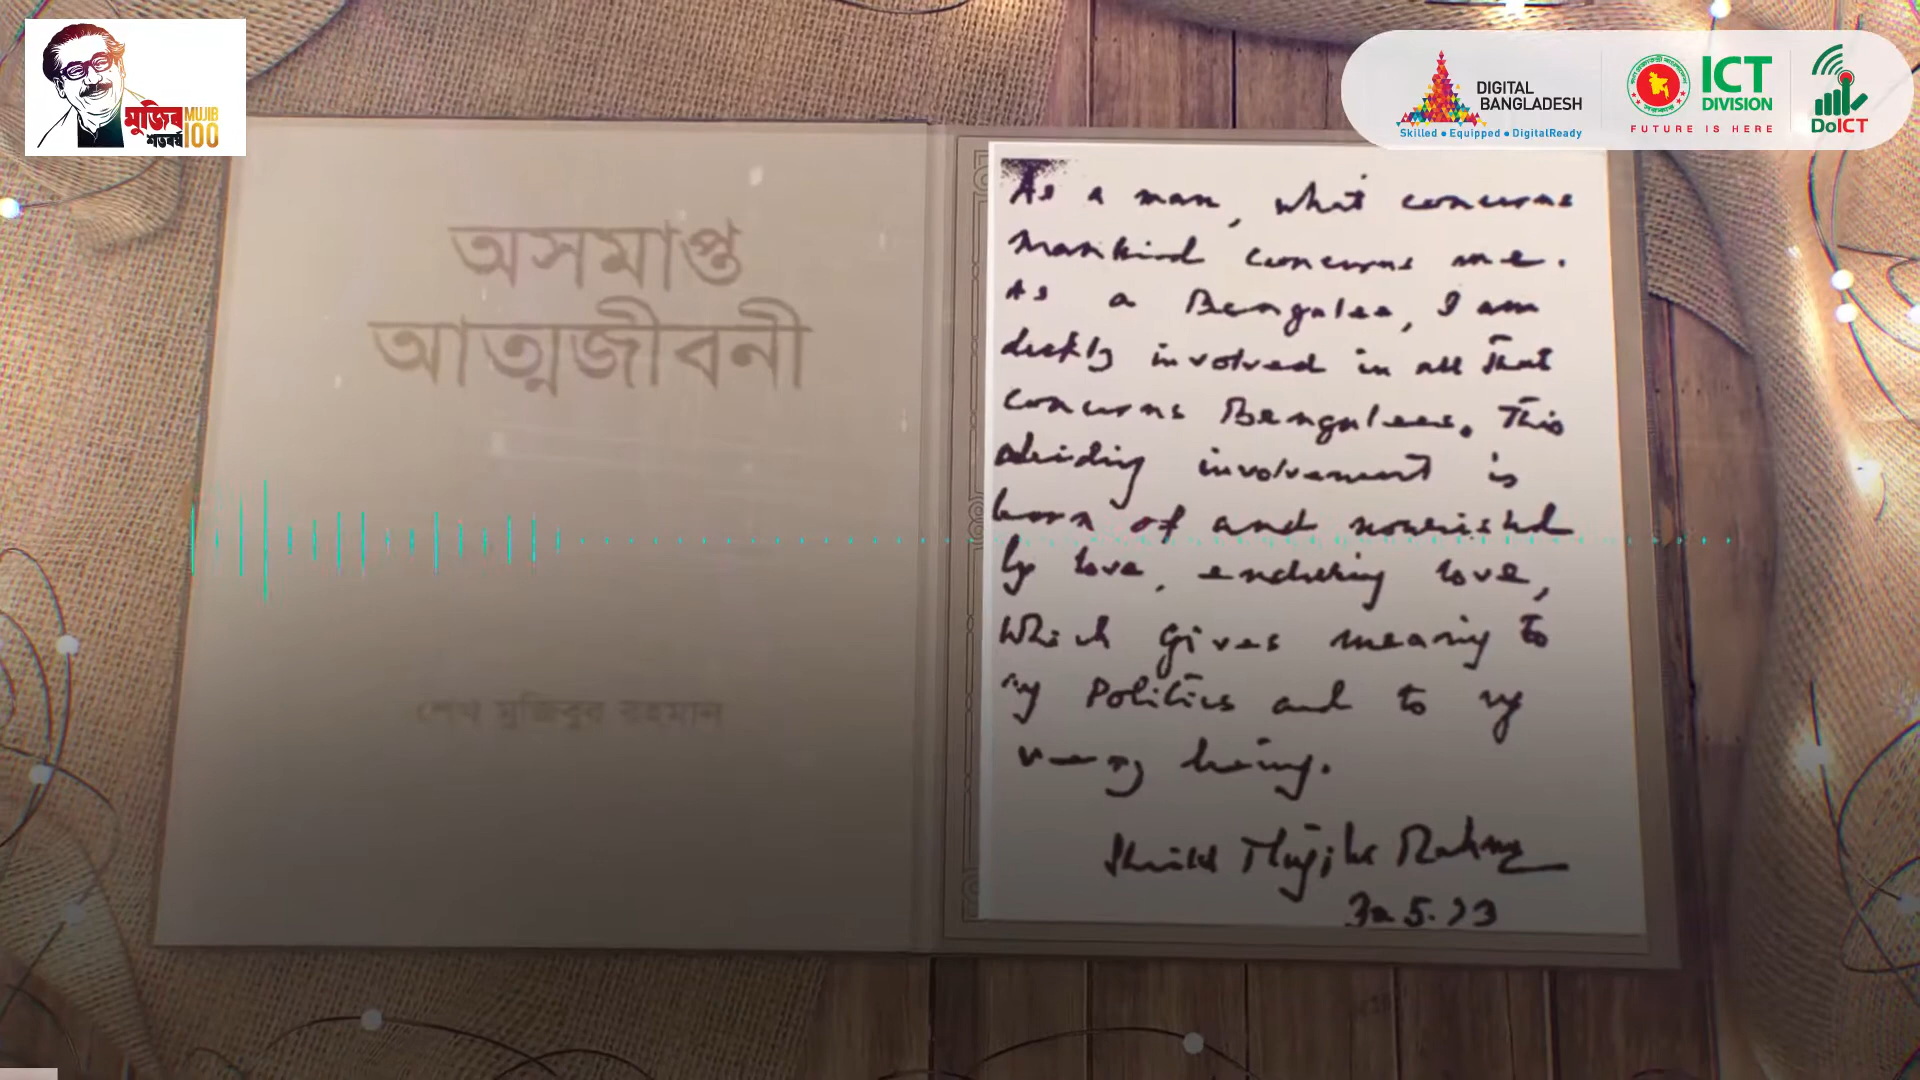 মুজিব
শতবর্ষ
MUJIB
100
DIGITAL
BANGLADESH
Skilled • Equipped • DigitalReady
ICT
DIVISION
FUTURE IS HERE
DoICT
অসমাপ্ত
আত্মজীবনী
শেখ মুজিবুর রহমান
As a man, what concerns
mankind concerns me.
As a Bengalee, I am
deeply involved in all that
concerns Bengalees. This
abiding involvement is
born of and nourished
by love, enduring love,
which gives meaning to
my politics and to my
very being.
Sheikh Mujibur Rahman
30.5.73